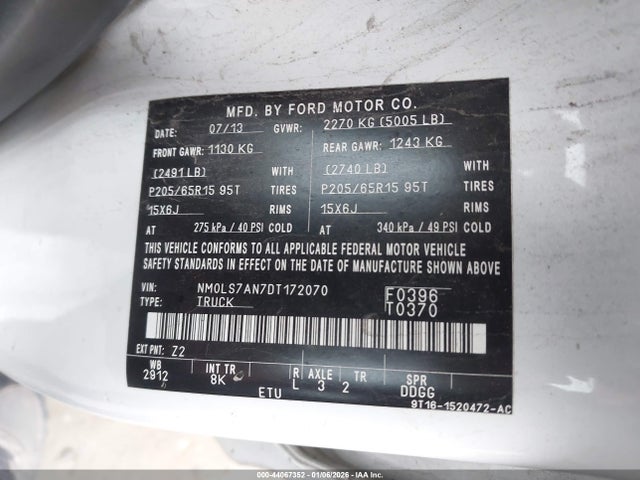 MFD. BY FORD MOTOR CO.
DATE: 07/13 GVWR: 2270 KG (5005 LB)
FRONT GAWR: 1130 KG REAR GAWR: 1243 KG
(2491 LB) WITH (2740 LB) WITH
P205/65R15 95T TIRES P205/65R15 95T TIRES
15X6J RIMS 15X6J RIMS
AT 275 kPa / 40 PSI COLD AT 340 kPa / 49 PSI COLD
THIS VEHICLE CONFORMS TO ALL APPLICABLE FEDERAL MOTOR VEHICLE
SAFETY STANDARDS IN EFFECT ON THE DATE OF MANUFACTURE SHOWN ABOVE
VIN: NM0LS7AN7DT172070 F0396
TYPE: TRUCK T0370
EXT PNT: Z2
WB INT TR R AXLE TR SPR
2912 8K L 3 2 DDGG
ETU 9T16-1520472-AC
000-44067352 - 01/06/2026 - IAA Inc.